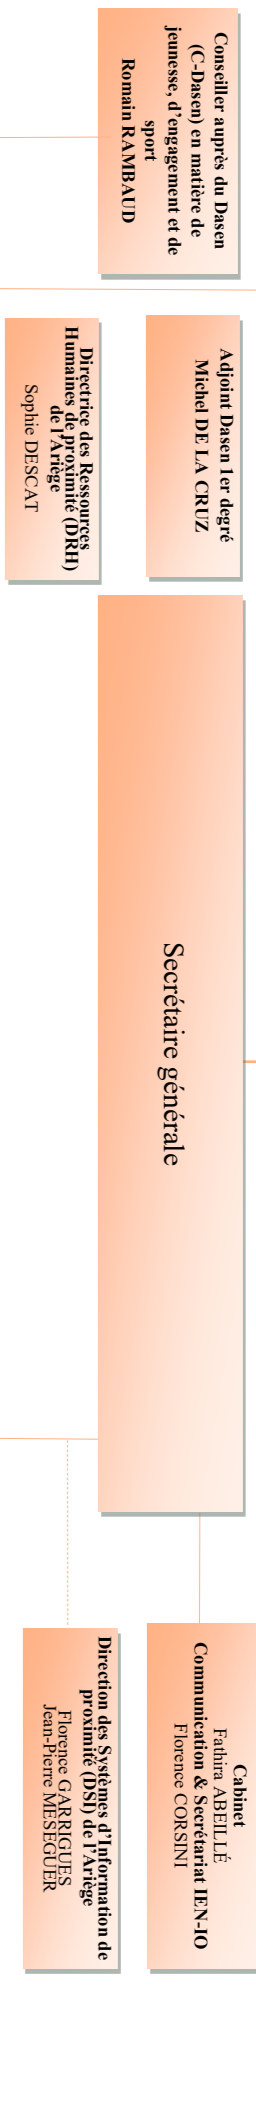 Conseiller auprès du Dasen
(C-Dasen) en matière de
jeunesse, d'engagement et de
sport
Romain RAMBAUD
Adjoint Dasen 1er degré
Michel DE LA CRUZ
Directrice des Ressources
Humaines de proximité (DRH)
de l'Ariège
Sophie DESCAT
Secrétaire générale
Cabinet
Fathira ABEILLÉ
Communication & Secrétariat IEN-IO
Florence CORSINI
Direction des Systèmes d'Information de
proximité (DSI) de l'Ariège
Florence GARRIGUES
Jean-Pierre MESEGUER